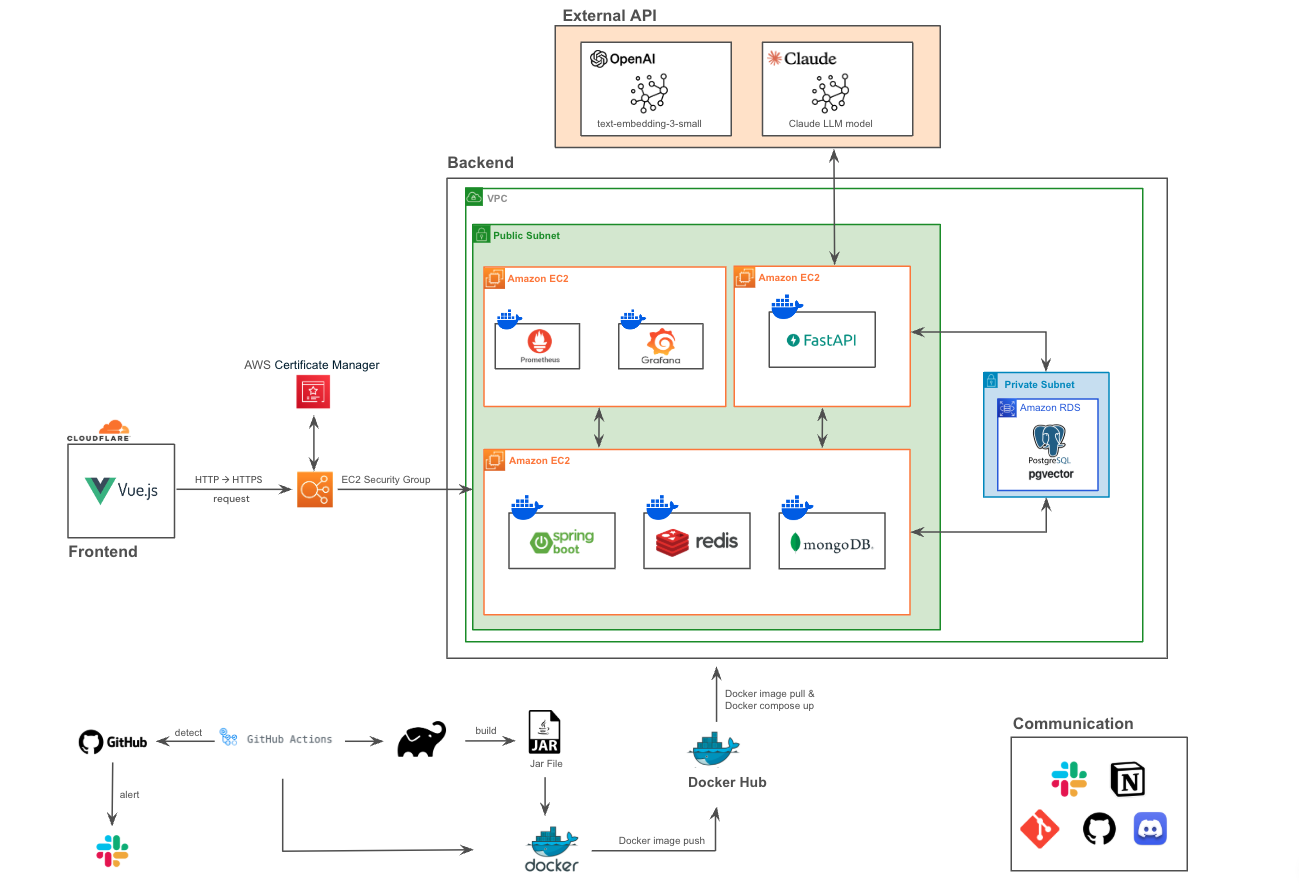 External API
OpenAI
text-embedding-3-small
Claude
Claude LLM model
Backend
VPC
Public Subnet
Amazon EC2
Prometheus
Grafana
Amazon EC2
FastAPI
Private Subnet
Amazon RDS
PostgreSQL
pgvector
AWS Certificate Manager
CLOUDFLARE
Vue.js
Frontend
HTTP → HTTPS
request
EC2 Security Group
Amazon EC2
spring
boot
redis
mongoDB
Docker image pull &
Docker compose up
GitHub
detect
GitHub Actions
build
JAR
Jar File
Docker Hub
alert
docker
Docker image push
Communication
N